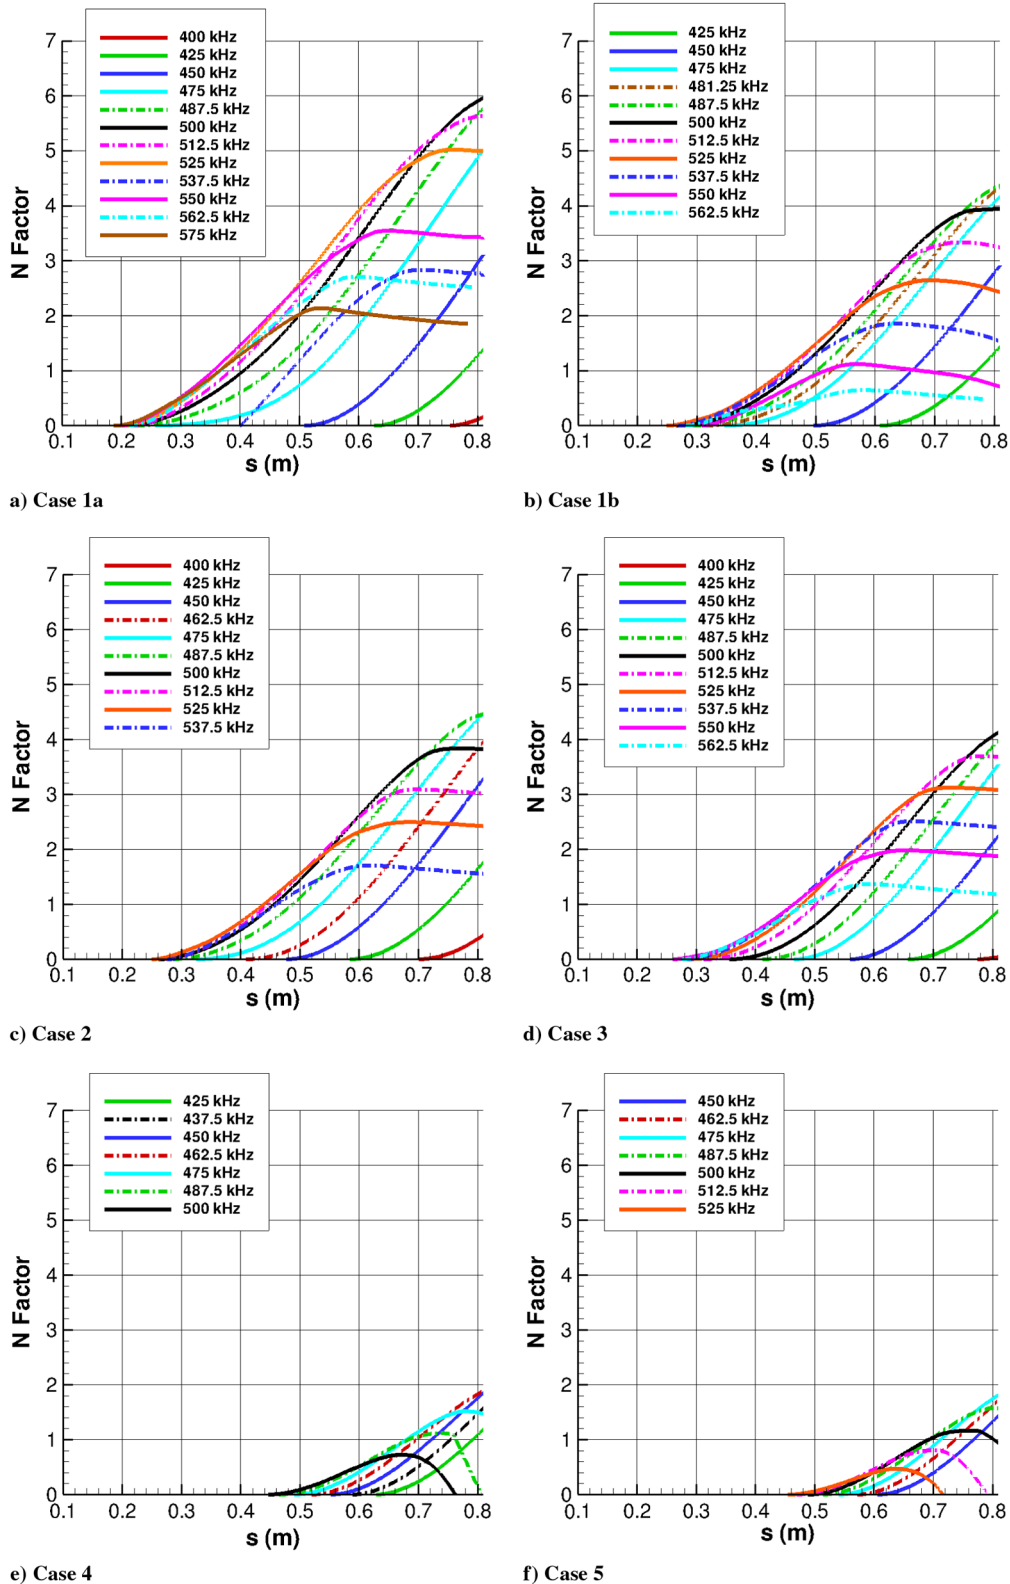 400 kHz
425 kHz
450 kHz
475 kHz
487.5 kHz
500 kHz
512.5 kHz
525 kHz
537.5 kHz
550 kHz
562.5 kHz
575 kHz
N Factor
7
6
5
4
3
2
1
0
0.1 0.2 0.3 0.4 0.5 0.6 0.7 0.8
s (m)
a) Case 1a
425 kHz
450 kHz
475 kHz
481.25 kHz
487.5 kHz
500 kHz
512.5 kHz
525 kHz
537.5 kHz
550 kHz
562.5 kHz
N Factor
7
6
5
4
3
2
1
0
0.1 0.2 0.3 0.4 0.5 0.6 0.7 0.8
s (m)
b) Case 1b
400 kHz
425 kHz
450 kHz
462.5 kHz
475 kHz
487.5 kHz
500 kHz
512.5 kHz
525 kHz
537.5 kHz
N Factor
7
6
5
4
3
2
1
0
0.1 0.2 0.3 0.4 0.5 0.6 0.7 0.8
s (m)
c) Case 2
400 kHz
425 kHz
450 kHz
475 kHz
487.5 kHz
500 kHz
512.5 kHz
525 kHz
537.5 kHz
550 kHz
562.5 kHz
N Factor
7
6
5
4
3
2
1
0
0.1 0.2 0.3 0.4 0.5 0.6 0.7 0.8
s (m)
d) Case 3
425 kHz
437.5 kHz
450 kHz
462.5 kHz
475 kHz
487.5 kHz
500 kHz
N Factor
7
6
5
4
3
2
1
0
0.1 0.2 0.3 0.4 0.5 0.6 0.7 0.8
s (m)
e) Case 4
450 kHz
462.5 kHz
475 kHz
487.5 kHz
500 kHz
512.5 kHz
525 kHz
N Factor
7
6
5
4
3
2
1
0
0.1 0.2 0.3 0.4 0.5 0.6 0.7 0.8
s (m)
f) Case 5